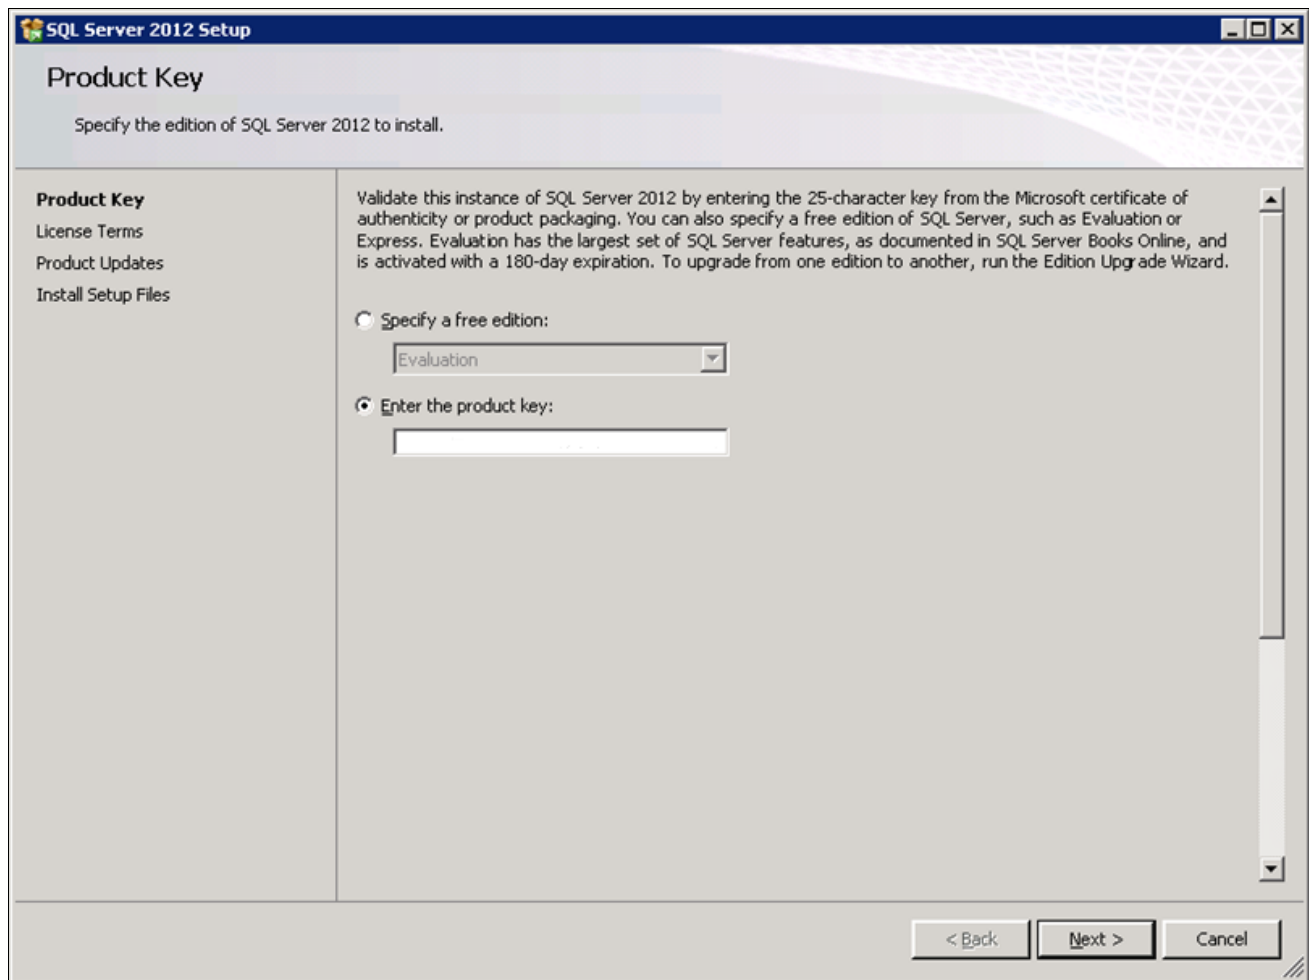 SQL Server 2012 Setup
Product Key
Specify the edition of SQL Server 2012 to install.
Product Key
License Terms
Product Updates
Install Setup Files
Validate this instance of SQL Server 2012 by entering the 25-character key from the Microsoft certificate of
authenticity or product packaging. You can also specify a free edition of SQL Server, such as Evaluation or
Express. Evaluation has the largest set of SQL Server features, as documented in SQL Server Books Online, and
is activated with a 180-day expiration. To upgrade from one edition to another, run the Edition Upgrade Wizard.
Specify a free edition:
Evaluation
Enter the product key:
< Back
Next >
Cancel